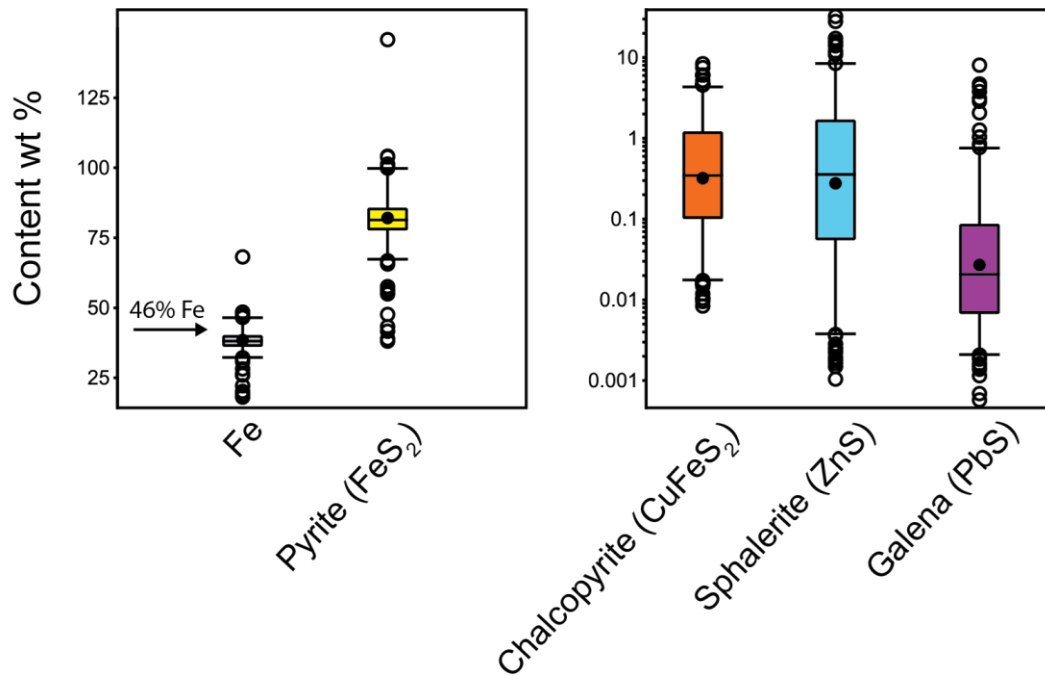 Content wt %
125
100
75
50
25
46% Fe
Fe
Pyrite (FeS₂)
10
1
0.1
0.01
0.001
Chalcopyrite (CuFeS₂)
Sphalerite (ZnS)
Galena (PbS)